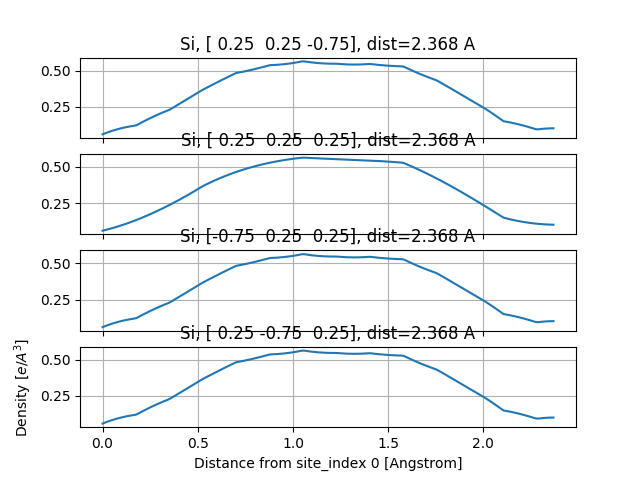 Si, [ 0.25  0.25 -0.75], dist=2.368 A
0.50
0.25
Si, [ 0.25  0.25  0.25], dist=2.368 A
0.50
0.25
Si, [-0.75  0.25  0.25], dist=2.368 A
0.50
0.25
Si, [ 0.25 -0.75  0.25], dist=2.368 A
0.50
0.25
Density [e/A³]
0.0 0.5 1.0 1.5 2.0
Distance from site_index 0 [Angstrom]